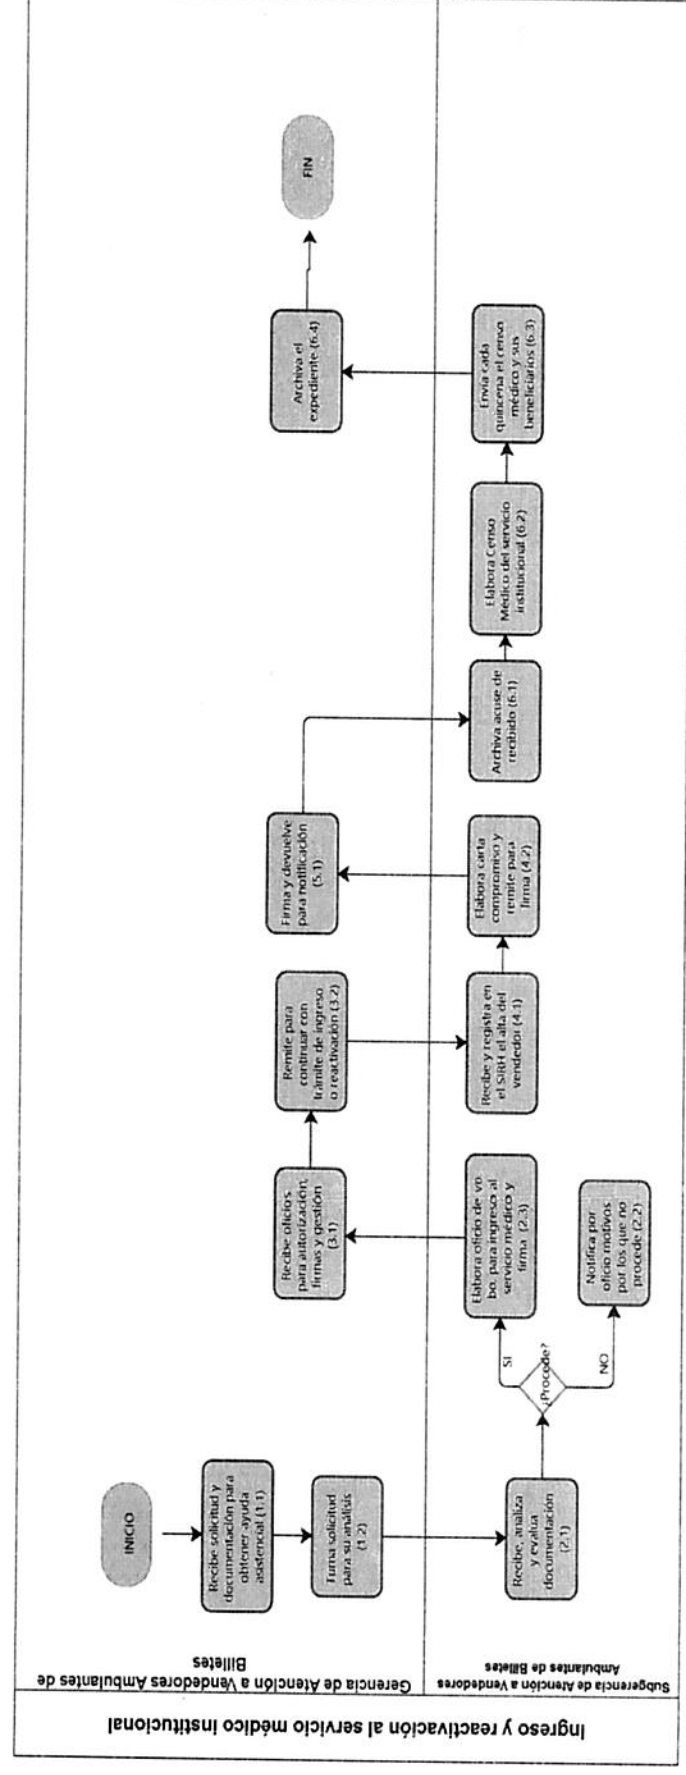 Ingreso y reactivación al servicio médico institucional
Gerencia de Atención a Vendedores Ambulantes de
Billetes
INICIO
Recibe solicitud y
documentación para
obtener ayuda
asistencial (1.1)
Turna solicitud
para su análisis
(1.2)
Recibe oficios
para autorización,
firmas y gestión
(3.1)
Remite para
continuar con
trámite de ingreso
o reactivación (3.2)
Firma y devuelve
para notificación
(5.1)
Archiva el
expediente (6.4)
FIN
Subgerencia de Atención a Vendedores
Ambulantes de Billetes
Recibe, analiza
y evalua
documentación
(2.1)
¿Procede?
SI
NO
Elabora oficio de vo.
bo. para ingreso al
servicio médico y
firma (2.3)
Notifica por
oficio motivos
por los que no
procede (2.2)
Recibe y registra en
el SIRH el alta del
vendedor (4.1)
Elabora carta
compromiso y
remite para
firma (4.2)
Archiva acuse de
recibido (6.1)
Elabora Censo
Médico del servicio
institucional (6.2)
Envía cada
quincena el censo
médico y sus
beneficiarios (6.3)